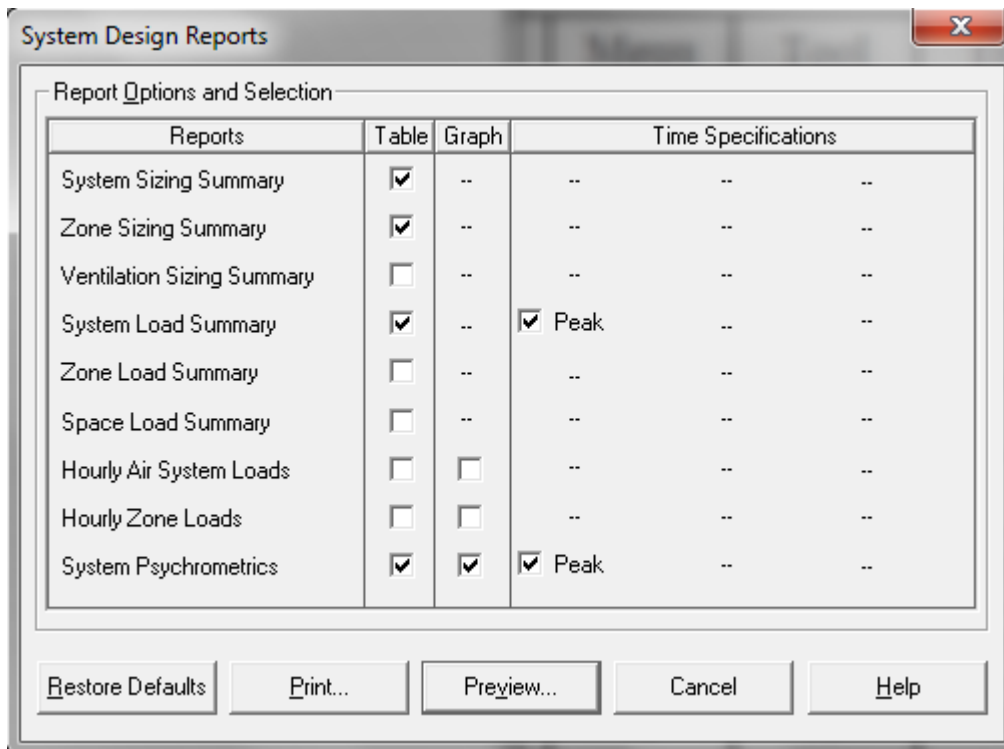 System Design Reports
Report Options and Selection
Reports Table Graph Time Specifications
System Sizing Summary -- -- -- --
Zone Sizing Summary -- -- -- --
Ventilation Sizing Summary -- -- -- --
System Load Summary -- Peak -- --
Zone Load Summary -- -- -- --
Space Load Summary -- -- -- --
Hourly Air System Loads -- -- --
Hourly Zone Loads -- -- --
System Psychrometrics Peak -- --
Restore Defaults Print... Preview... Cancel Help